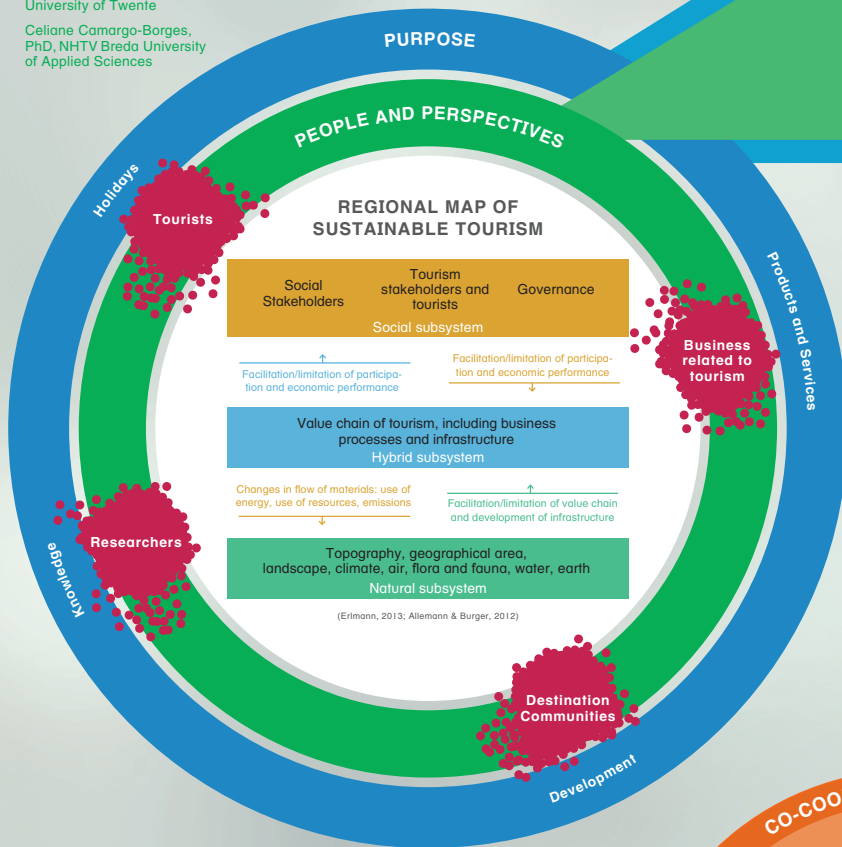 University of Twente
Celiane Camargo-Borges,
PhD, NHTV Breda University
of Applied Sciences
PURPOSE
PEOPLE AND PERSPECTIVES
Holidays
Tourists
REGIONAL MAP OF
SUSTAINABLE TOURISM
Social
Stakeholders
Tourism
stakeholders and
tourists
Governance
Social subsystem
Products and Services
Business
related to
tourism
Facilitation/limitation of participa-
tion and economic performance
Facilitation/limitation of participa-
tion and economic performance
Value chain of tourism, including business
processes and infrastructure
Hybrid subsystem
Changes in flow of materials: use of
energy, use of resources, emissions
Facilitation/limitation of value chain
and development of infrastructure
Researchers
Knowledge
Topography, geographical area,
landscape, climate, air, flora and fauna, water, earth
Natural subsystem
(Erlmann, 2013; Allemann & Burger, 2012)
Destination
Communities
Development
CO-COO